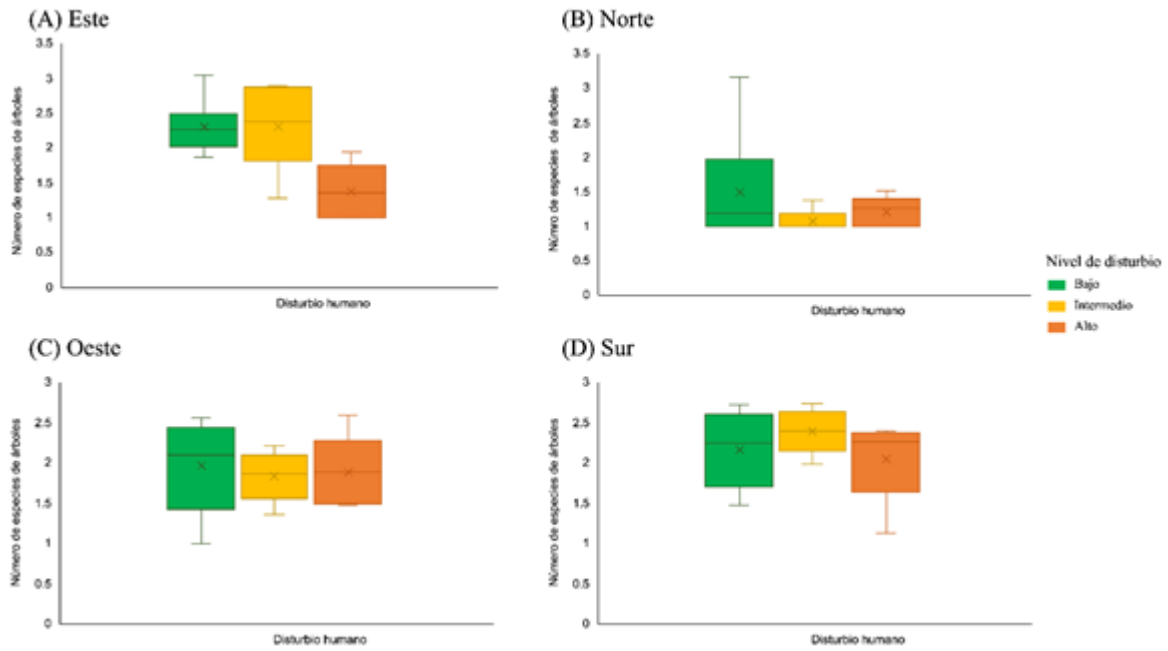 (A) Este
Número de especies de árboles
3.5
3
2.5
2
1.5
1
0.5
0
Disturbio humano
(B) Norte
Númro de especies de árboles
3.5
3
2.5
2
1.5
1
0.5
0
Disturbio humano
Nivel de disturbio
Bajo
Intermedio
Alto
(C) Oeste
Número de especies de árboles
3
2.5
2
1.5
1
0.5
0
Disturbio humano
(D) Sur
Número de especies de árboles
3
2.5
2
1.5
1
0.5
0
Disturbio humano